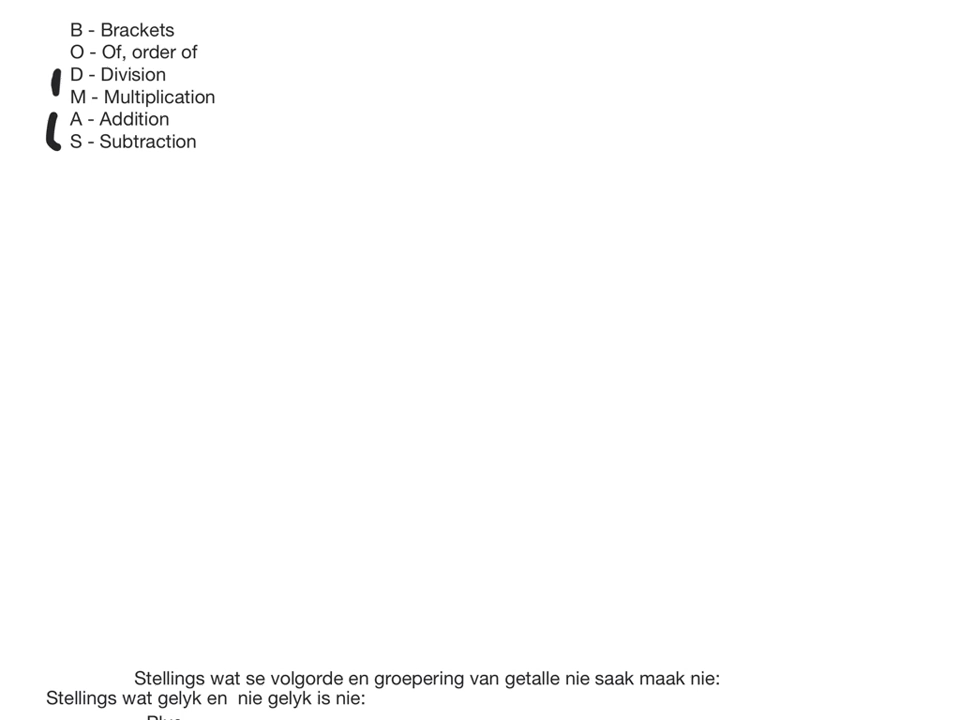 B - Brackets
O - Of, order of
D - Division
M - Multiplication
A - Addition
S - Subtraction
Stellings wat se volgorde en groepering van getalle nie saak maak nie:
Stellings wat gelyk en  nie gelyk is nie: